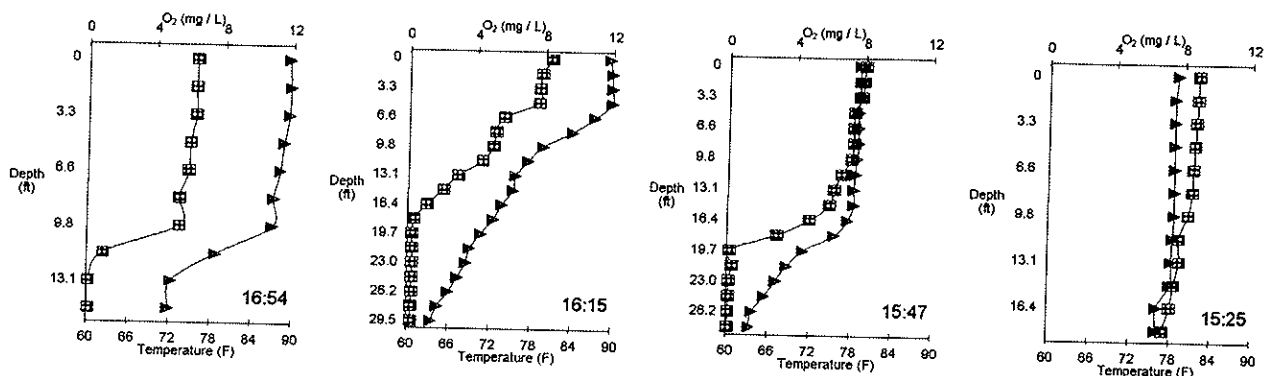 O2 (mg / L)
0 4 8 12
0
3.3
6.6
9.8
13.1
Depth
(ft)
16:54
60 66 72 78 84 90
Temperature (F)
O2 (mg / L)
0 4 8 12
0
3.3
6.6
9.8
13.1
16.4
19.7
23.0
26.2
29.5
Depth
(ft)
16:15
60 66 72 78 84 90
Temperature (F)
O2 (mg / L)
0 4 8 12
0
3.3
6.6
9.8
13.1
16.4
19.7
23.0
26.2
Depth
(ft)
15:47
60 66 72 78 84 90
Temperature (F)
O2 (mg / L)
0 4 8 12
0
3.3
6.6
9.8
13.1
16.4
Depth
(ft)
15:25
60 66 72 78 84 90
Temperature (F)